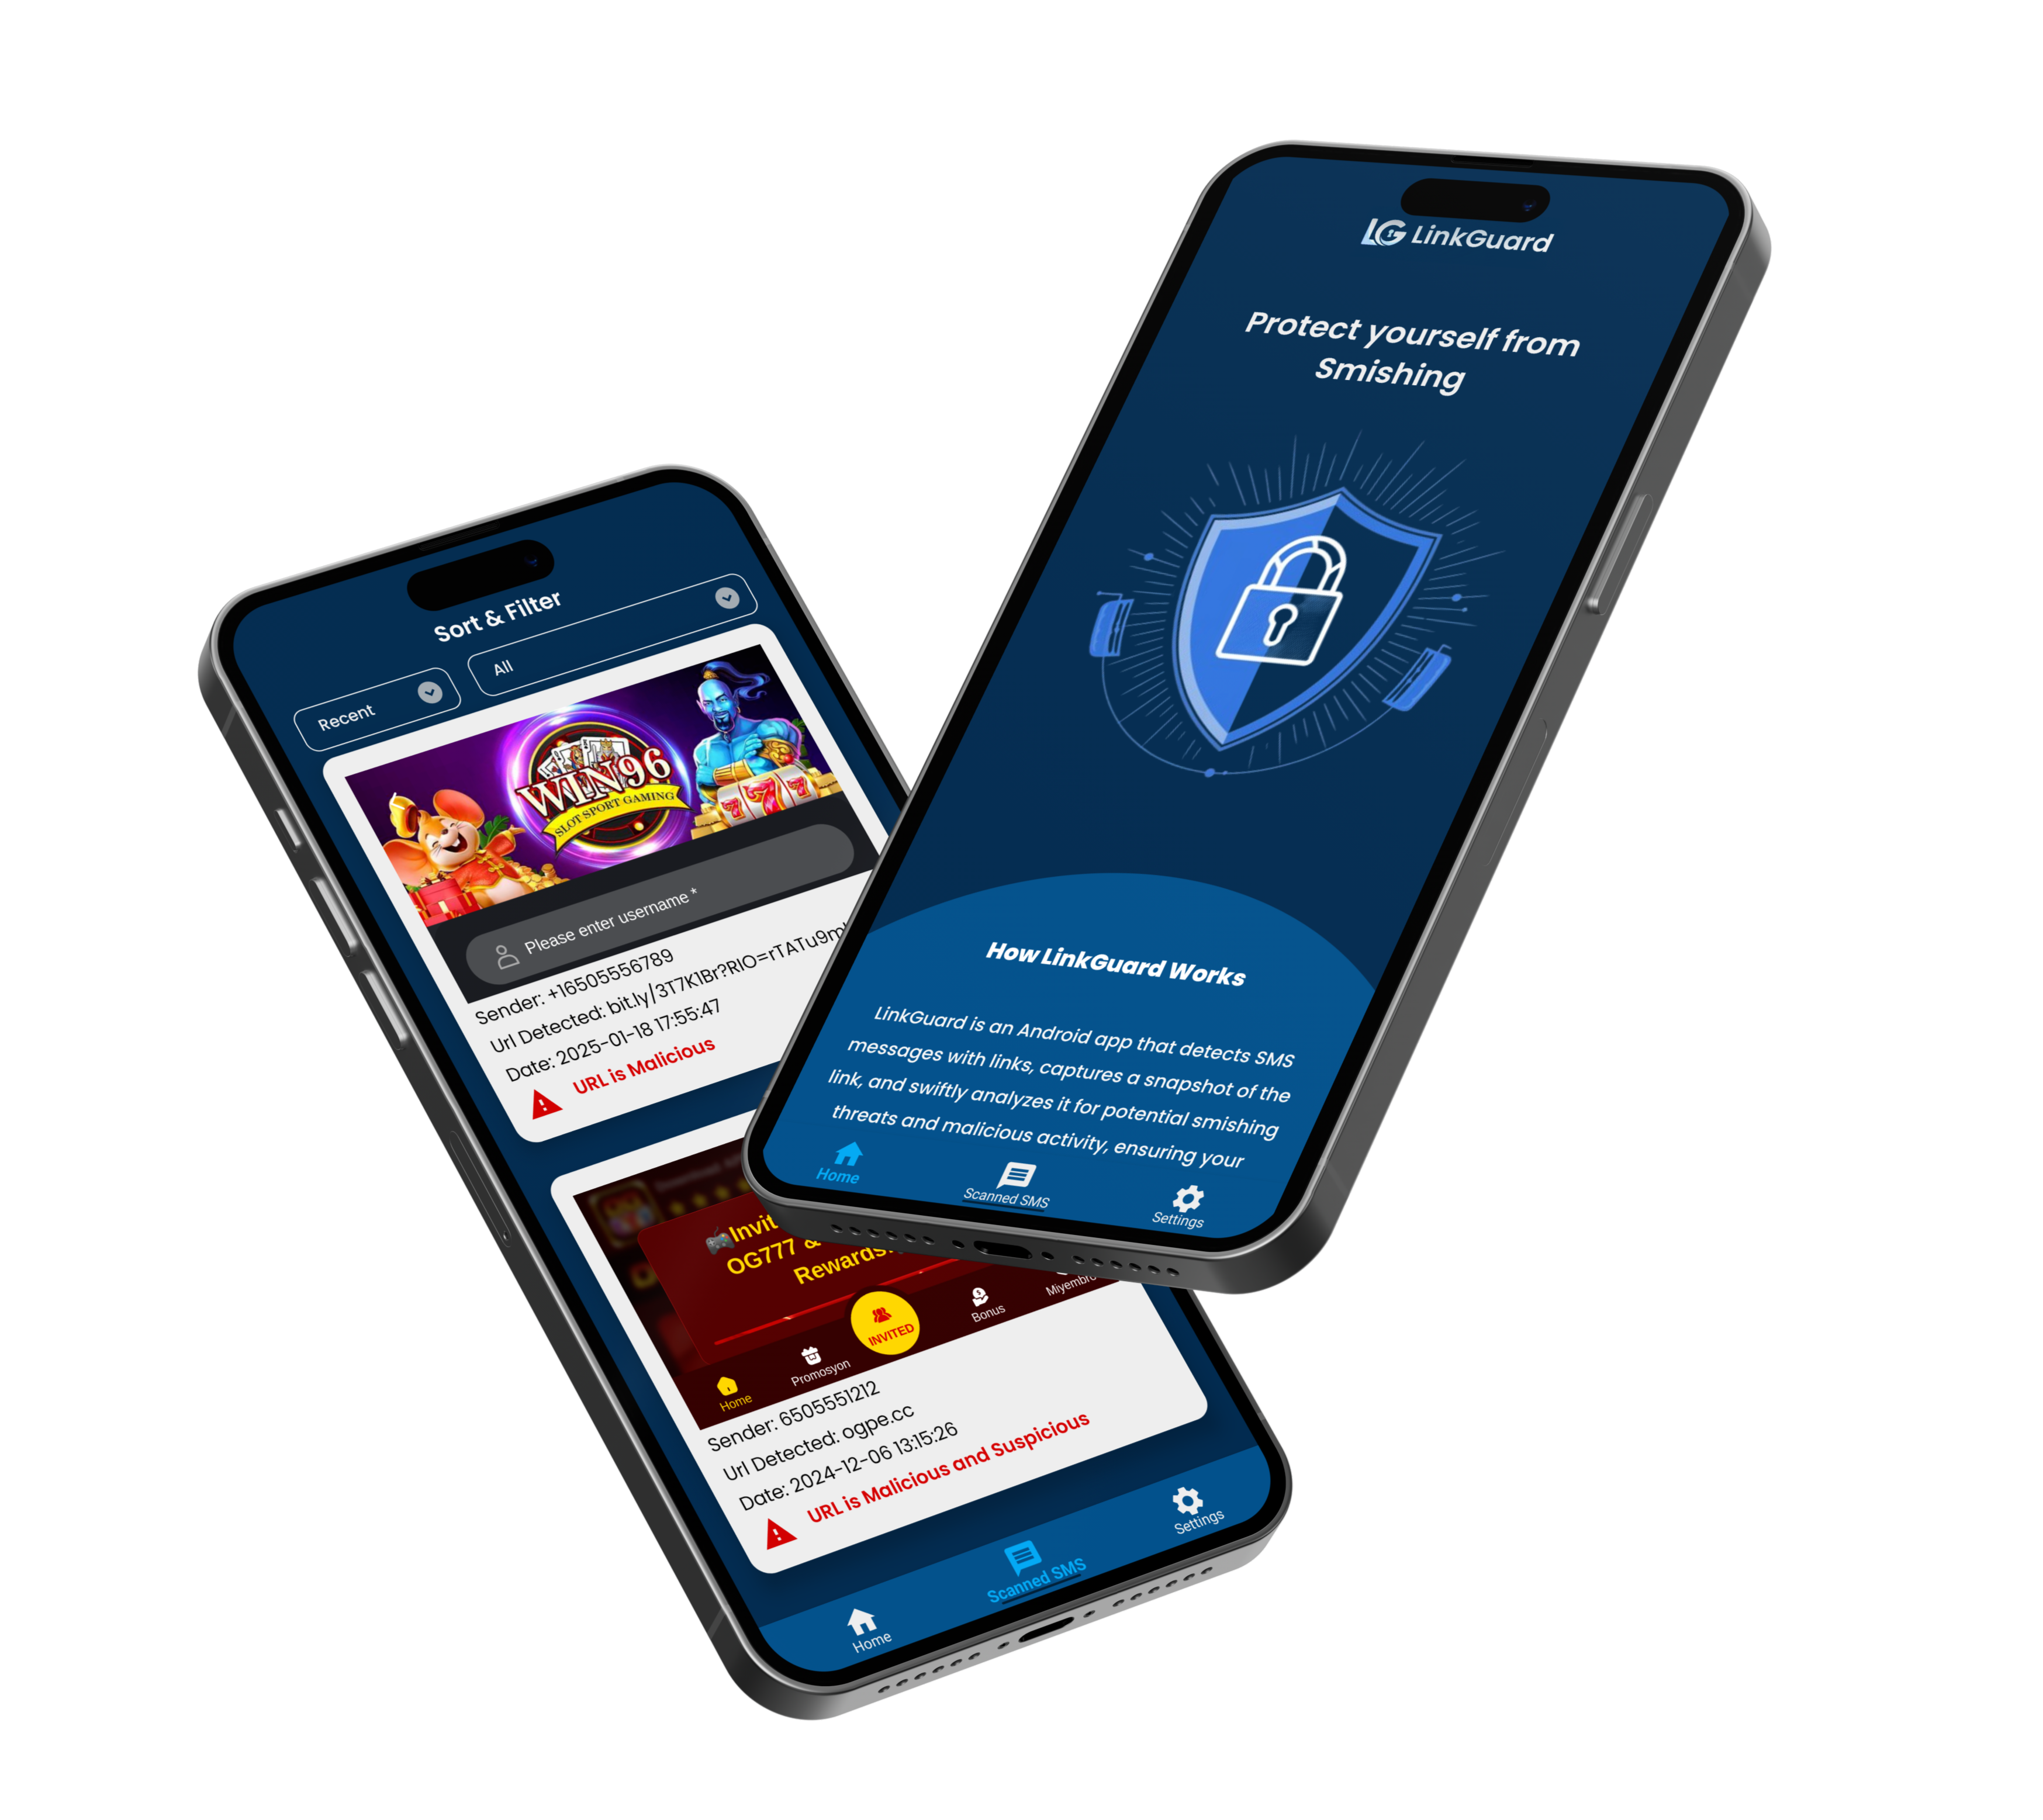 Sort & Filter
Recent
All
WIN96
SLOT SPORT GAMING
777
Please enter username *
Sender: +16505556789
Url Detected: bit.ly/3T7K1Br?RIO=rTATu9m
Date: 2025-01-18 17:55:47
URL is Malicious
Invit
OG777 &
Rewards
Home
Promosyon
INVITED
Bonus
Miyembro
Sender: 6505551212
Url Detected: ogpe.cc
Date: 2024-12-06 13:15:26
URL is Malicious and Suspicious
Home
Scanned SMS
Settings
LG LinkGuard
Protect yourself from
Smishing
How LinkGuard Works
LinkGuard is an Android app that detects SMS
messages with links, captures a snapshot of the
link, and swiftly analyzes it for potential smishing
threats and malicious activity, ensuring your
Home
Scanned SMS
Settings